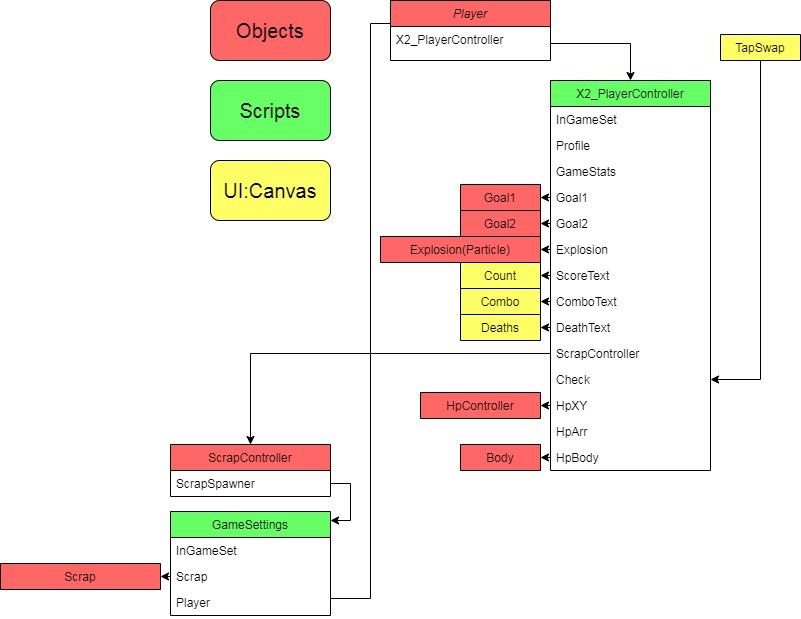 Objects
Scripts
UI:Canvas
Player
X2_PlayerController
TapSwap
X2_PlayerController
InGameSet
Profile
GameStats
Goal1
Goal1
Goal2
Goal2
Explosion(Particle)
Explosion
Count
ScoreText
Combo
ComboText
Deaths
DeathText
ScrapController
Check
HpController
HpXY
HpArr
Body
HpBody
ScrapController
ScrapSpawner
GameSettings
InGameSet
Scrap
Scrap
Player